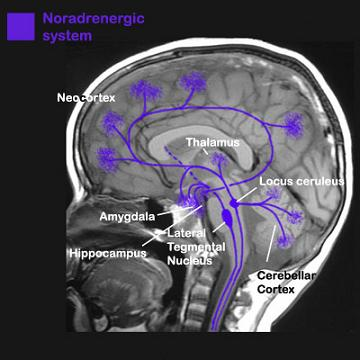 Noradrenergic
system
Neocortex
Thalamus
Locus ceruleus
Amygdala
Lateral
Tegmental
Nucleus
Hippocampus
Cerebellar
Cortex